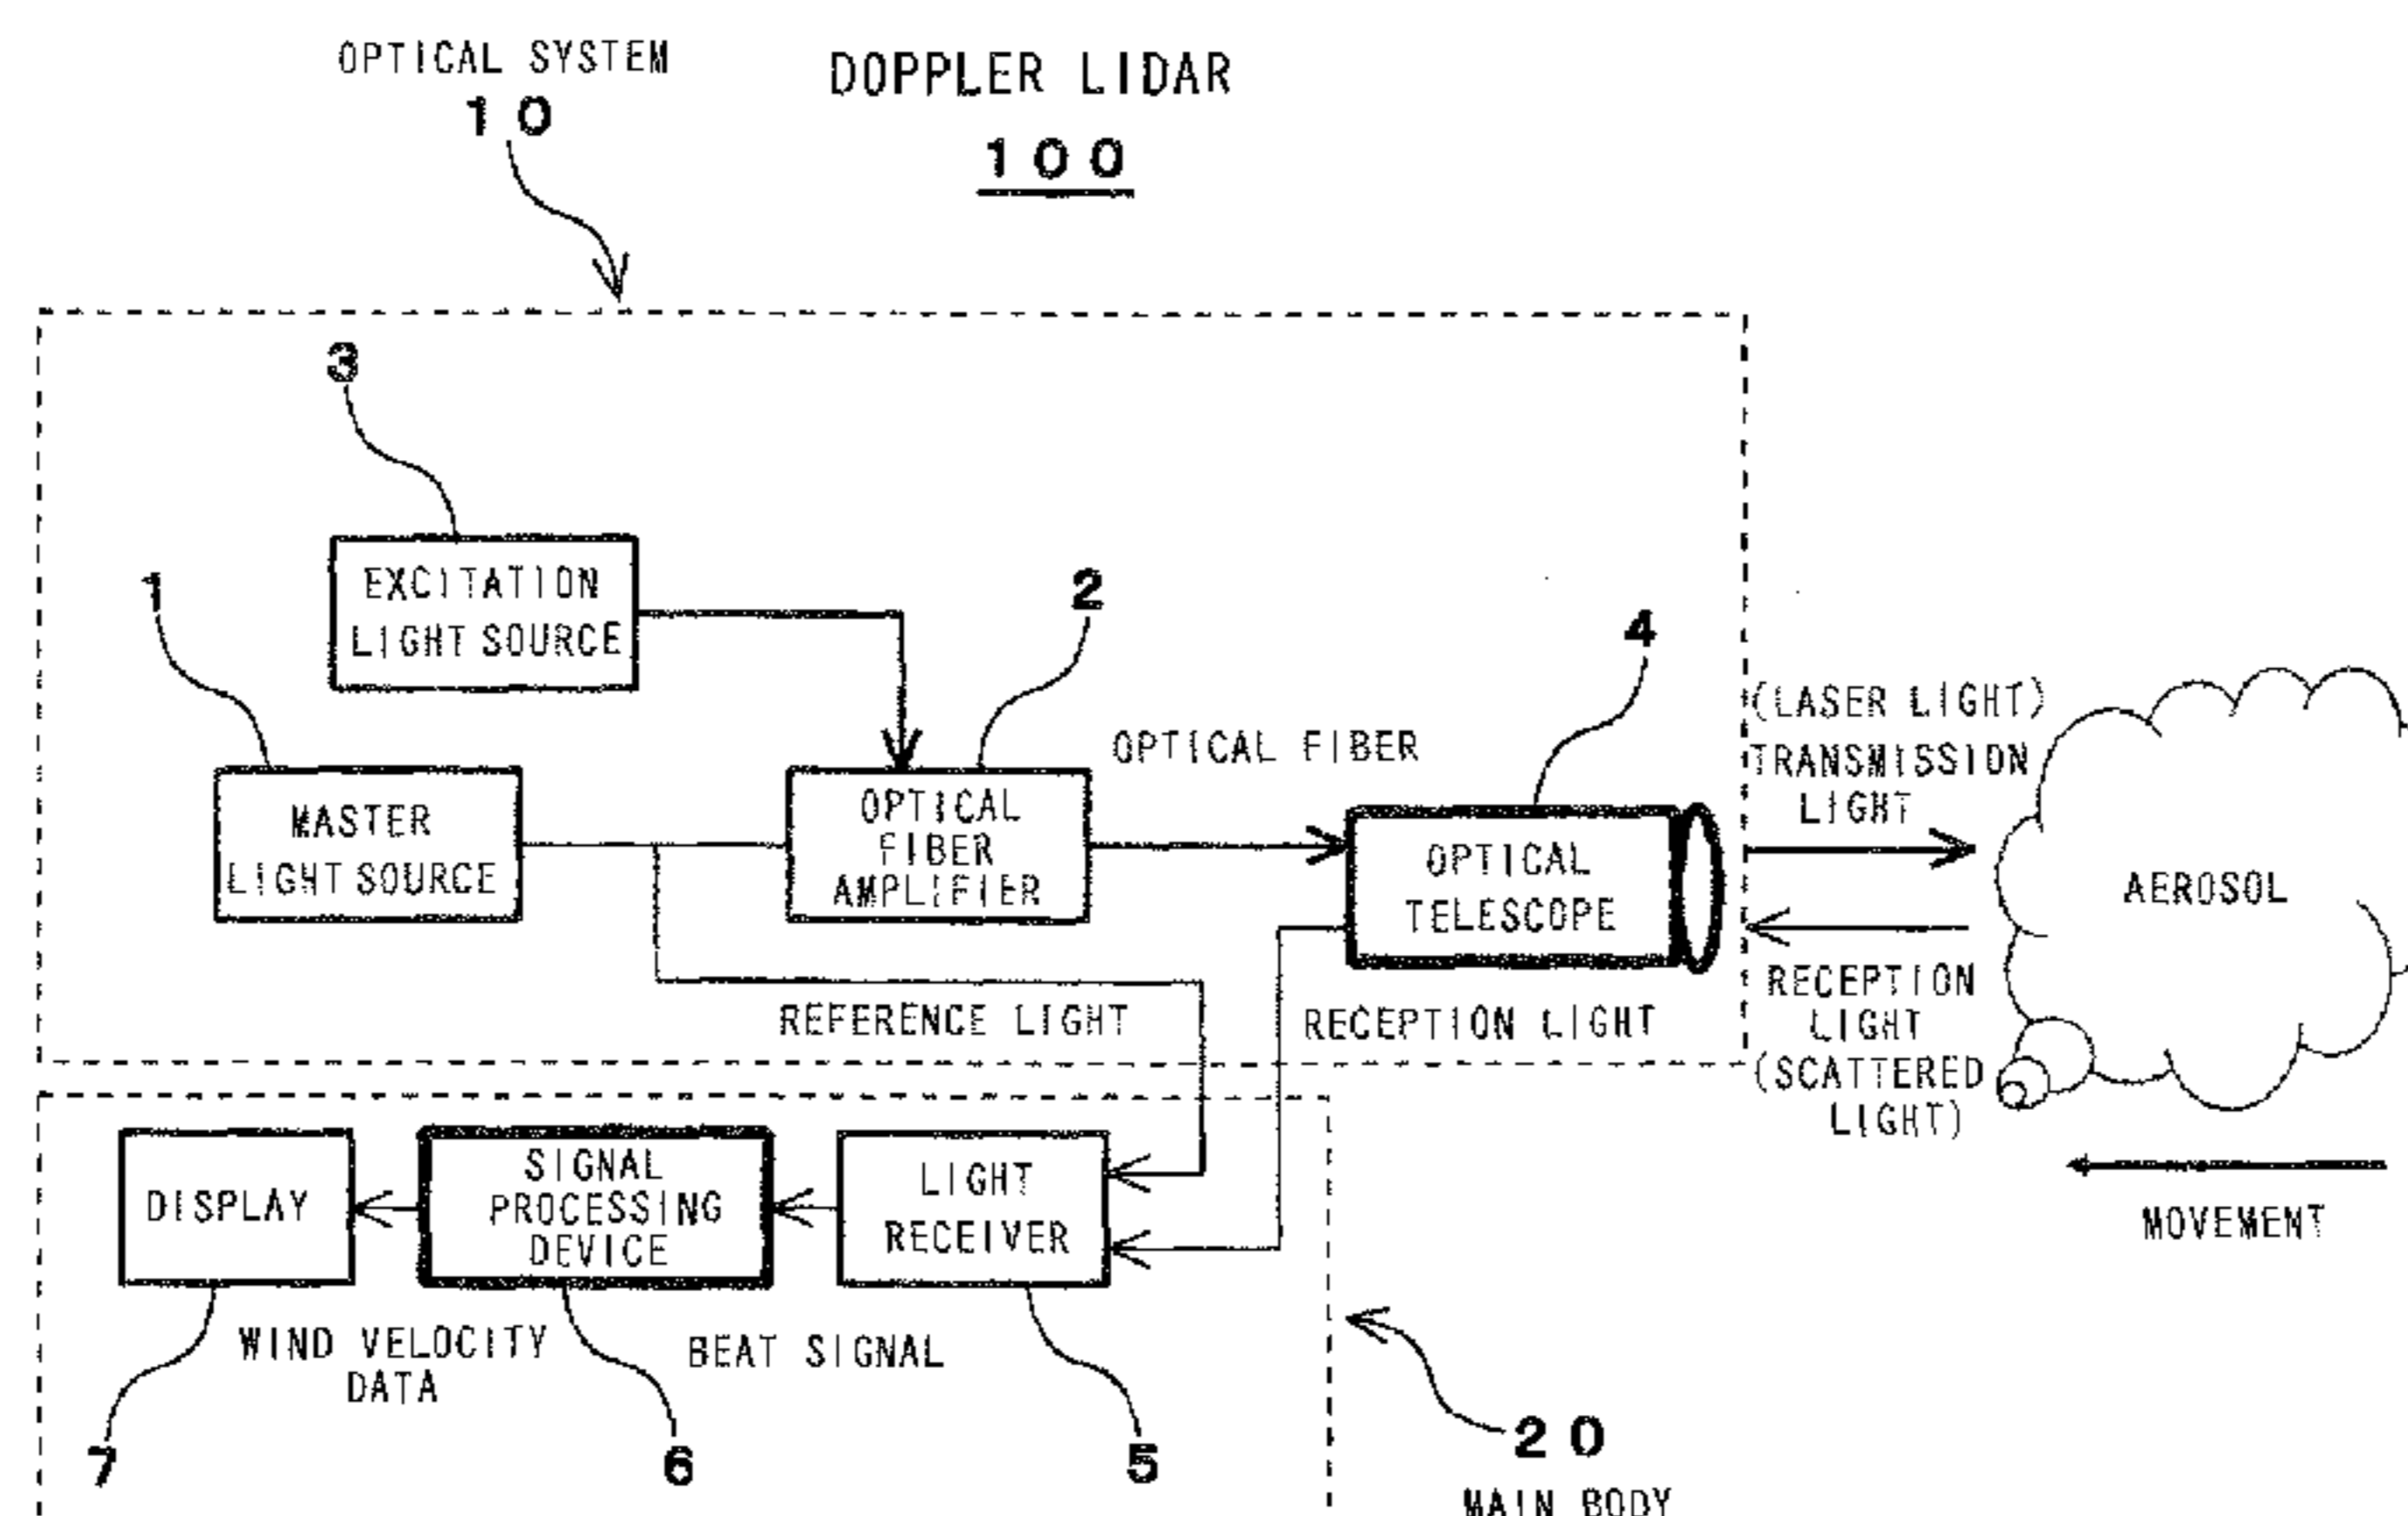 OPTICAL SYSTEM
10
DOPPLER LIDAR
100
3
EXCITATION
LIGHT SOURCE
1
2
4
MASTER
LIGHT SOURCE
OPTICAL
FIBER
AMPLIFIER
OPTICAL FIBER
OPTICAL
TELESCOPE
(LASER LIGHT)
TRANSMISSION
LIGHT
AEROSOL
RECEPTION
LIGHT
(SCATTERED
LIGHT)
MOVEMENT
REFERENCE LIGHT
RECEPTION LIGHT
DISPLAY
SIGNAL
PROCESSING
DEVICE
LIGHT
RECEIVER
WIND VELOCITY
DATA
BEAT SIGNAL
7
6
5
20
MAIN BODY